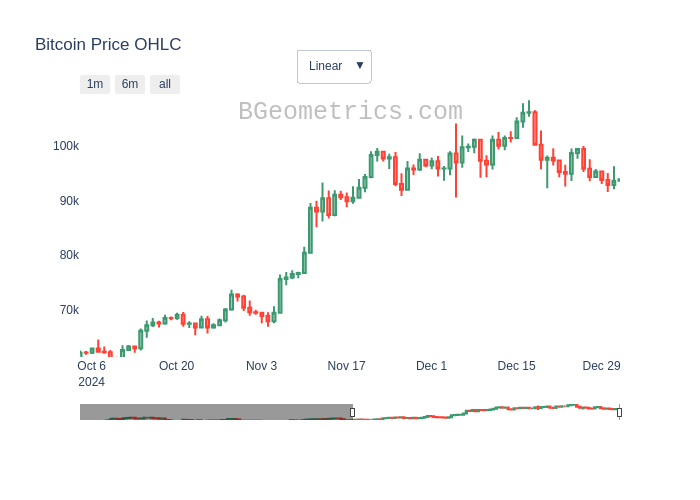 Bitcoin Price OHLC
Linear ▼
1m 6m all
BGeometrics.com
100k
90k
80k
70k
Oct 6 Oct 20 Nov 3 Nov 17 Dec 1 Dec 15 Dec 29
2024